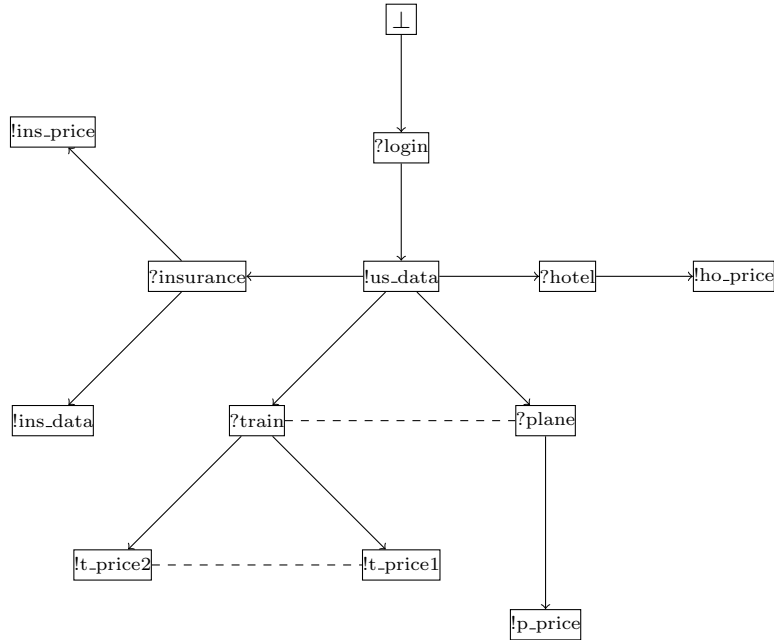 ⊥
?login
!ins_price
?insurance
!us_data
?hotel
!ho_price
!ins_data
?train
?plane
!t_price2
!t_price1
!p_price